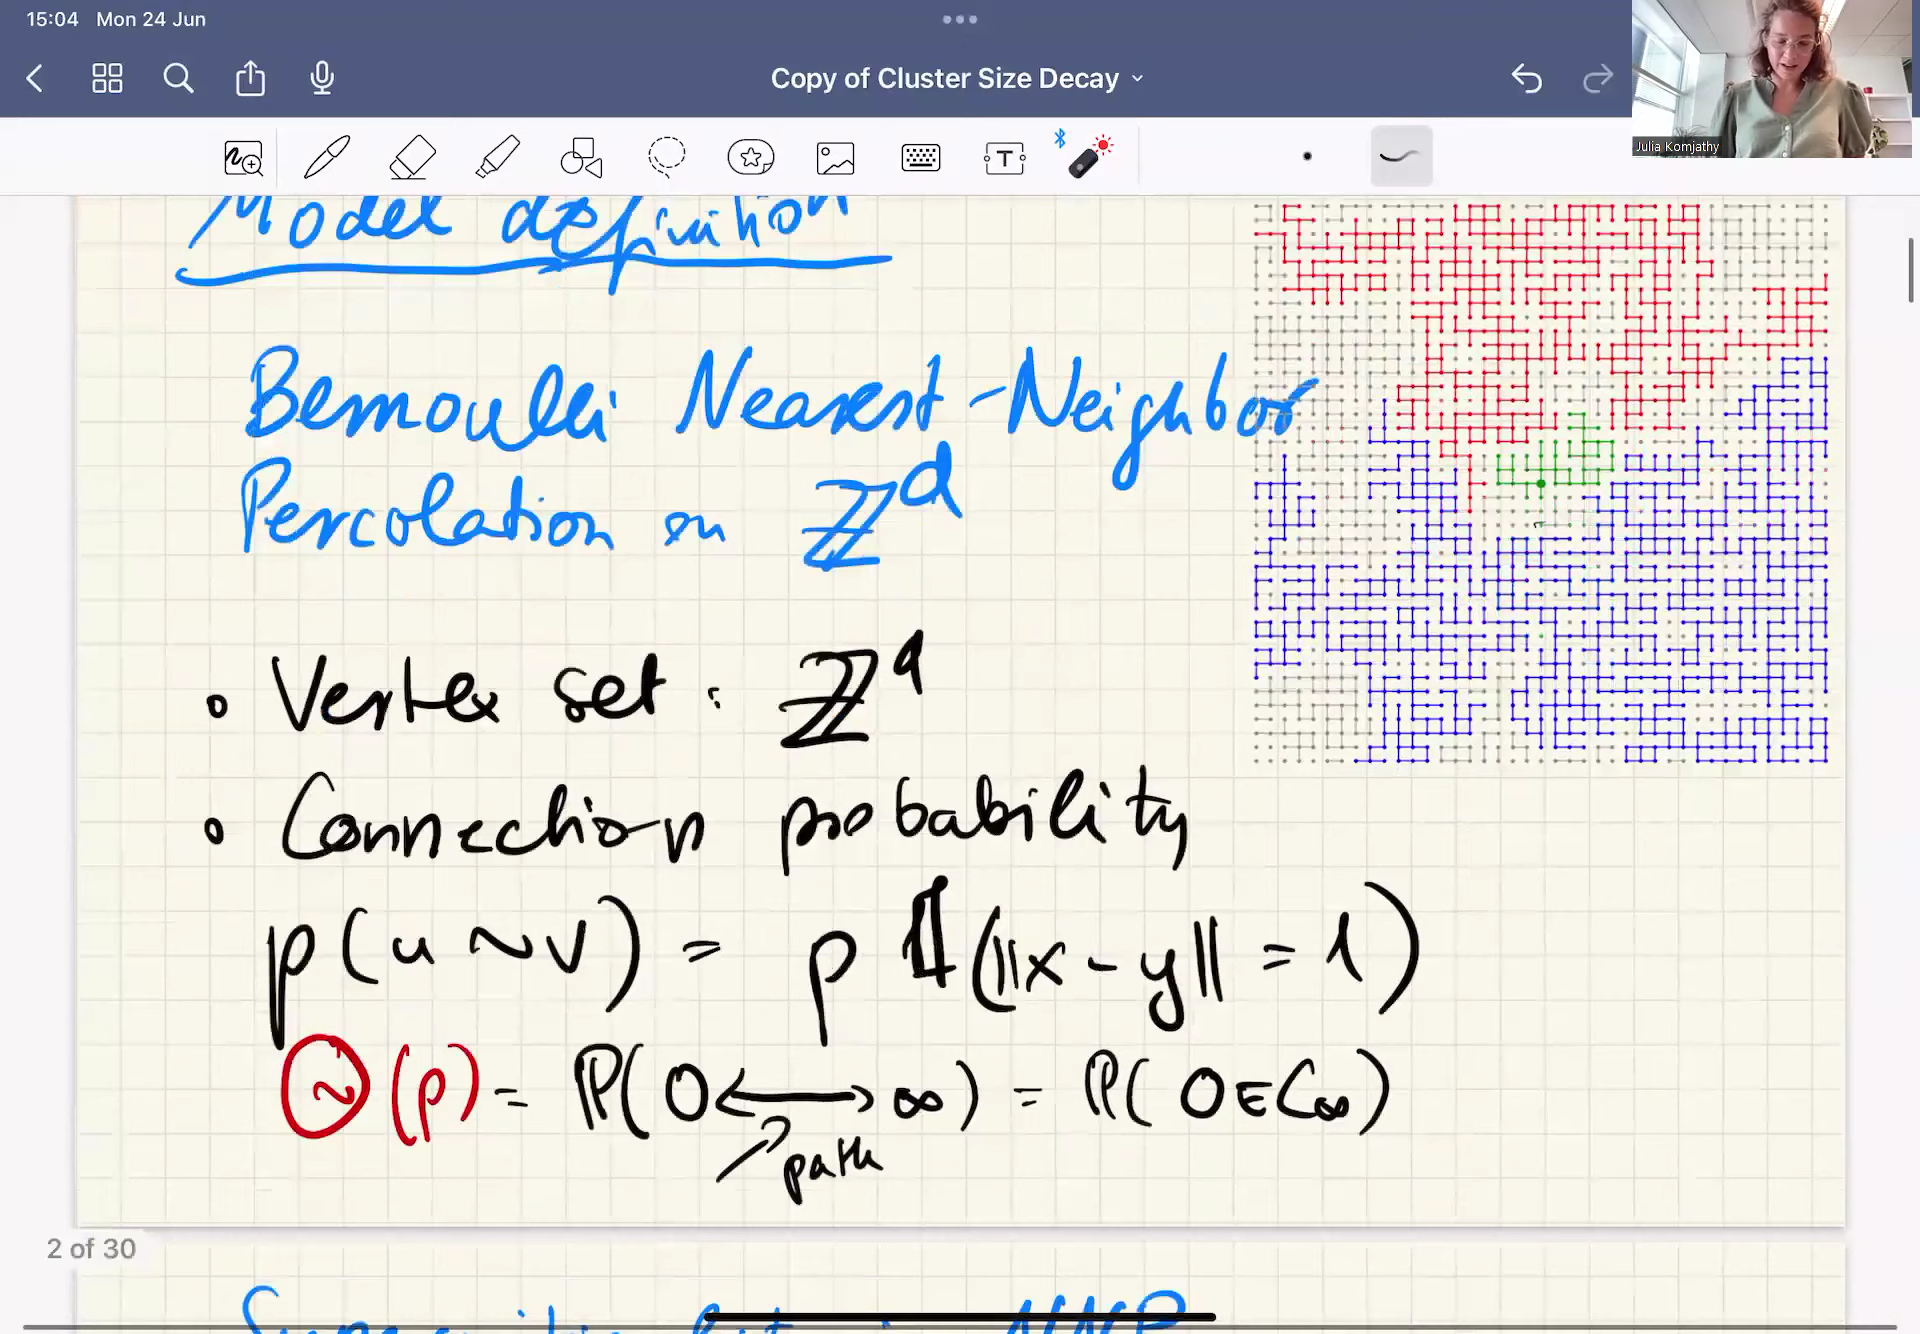 15:04 Mon 24 Jun
Copy of Cluster Size Decay
Julia Komjathy
Model definition
Bernoulli Nearest-Neighbor
Percolation on ℤ^d
• Vertex set : ℤ^d
• Connection probability
p(u ~ v) = p 𝟙(||x - y|| = 1)
Θ(p) = ℙ(0 ⟷ ∞) = ℙ(0 ∈ C∞)
path
2 of 30